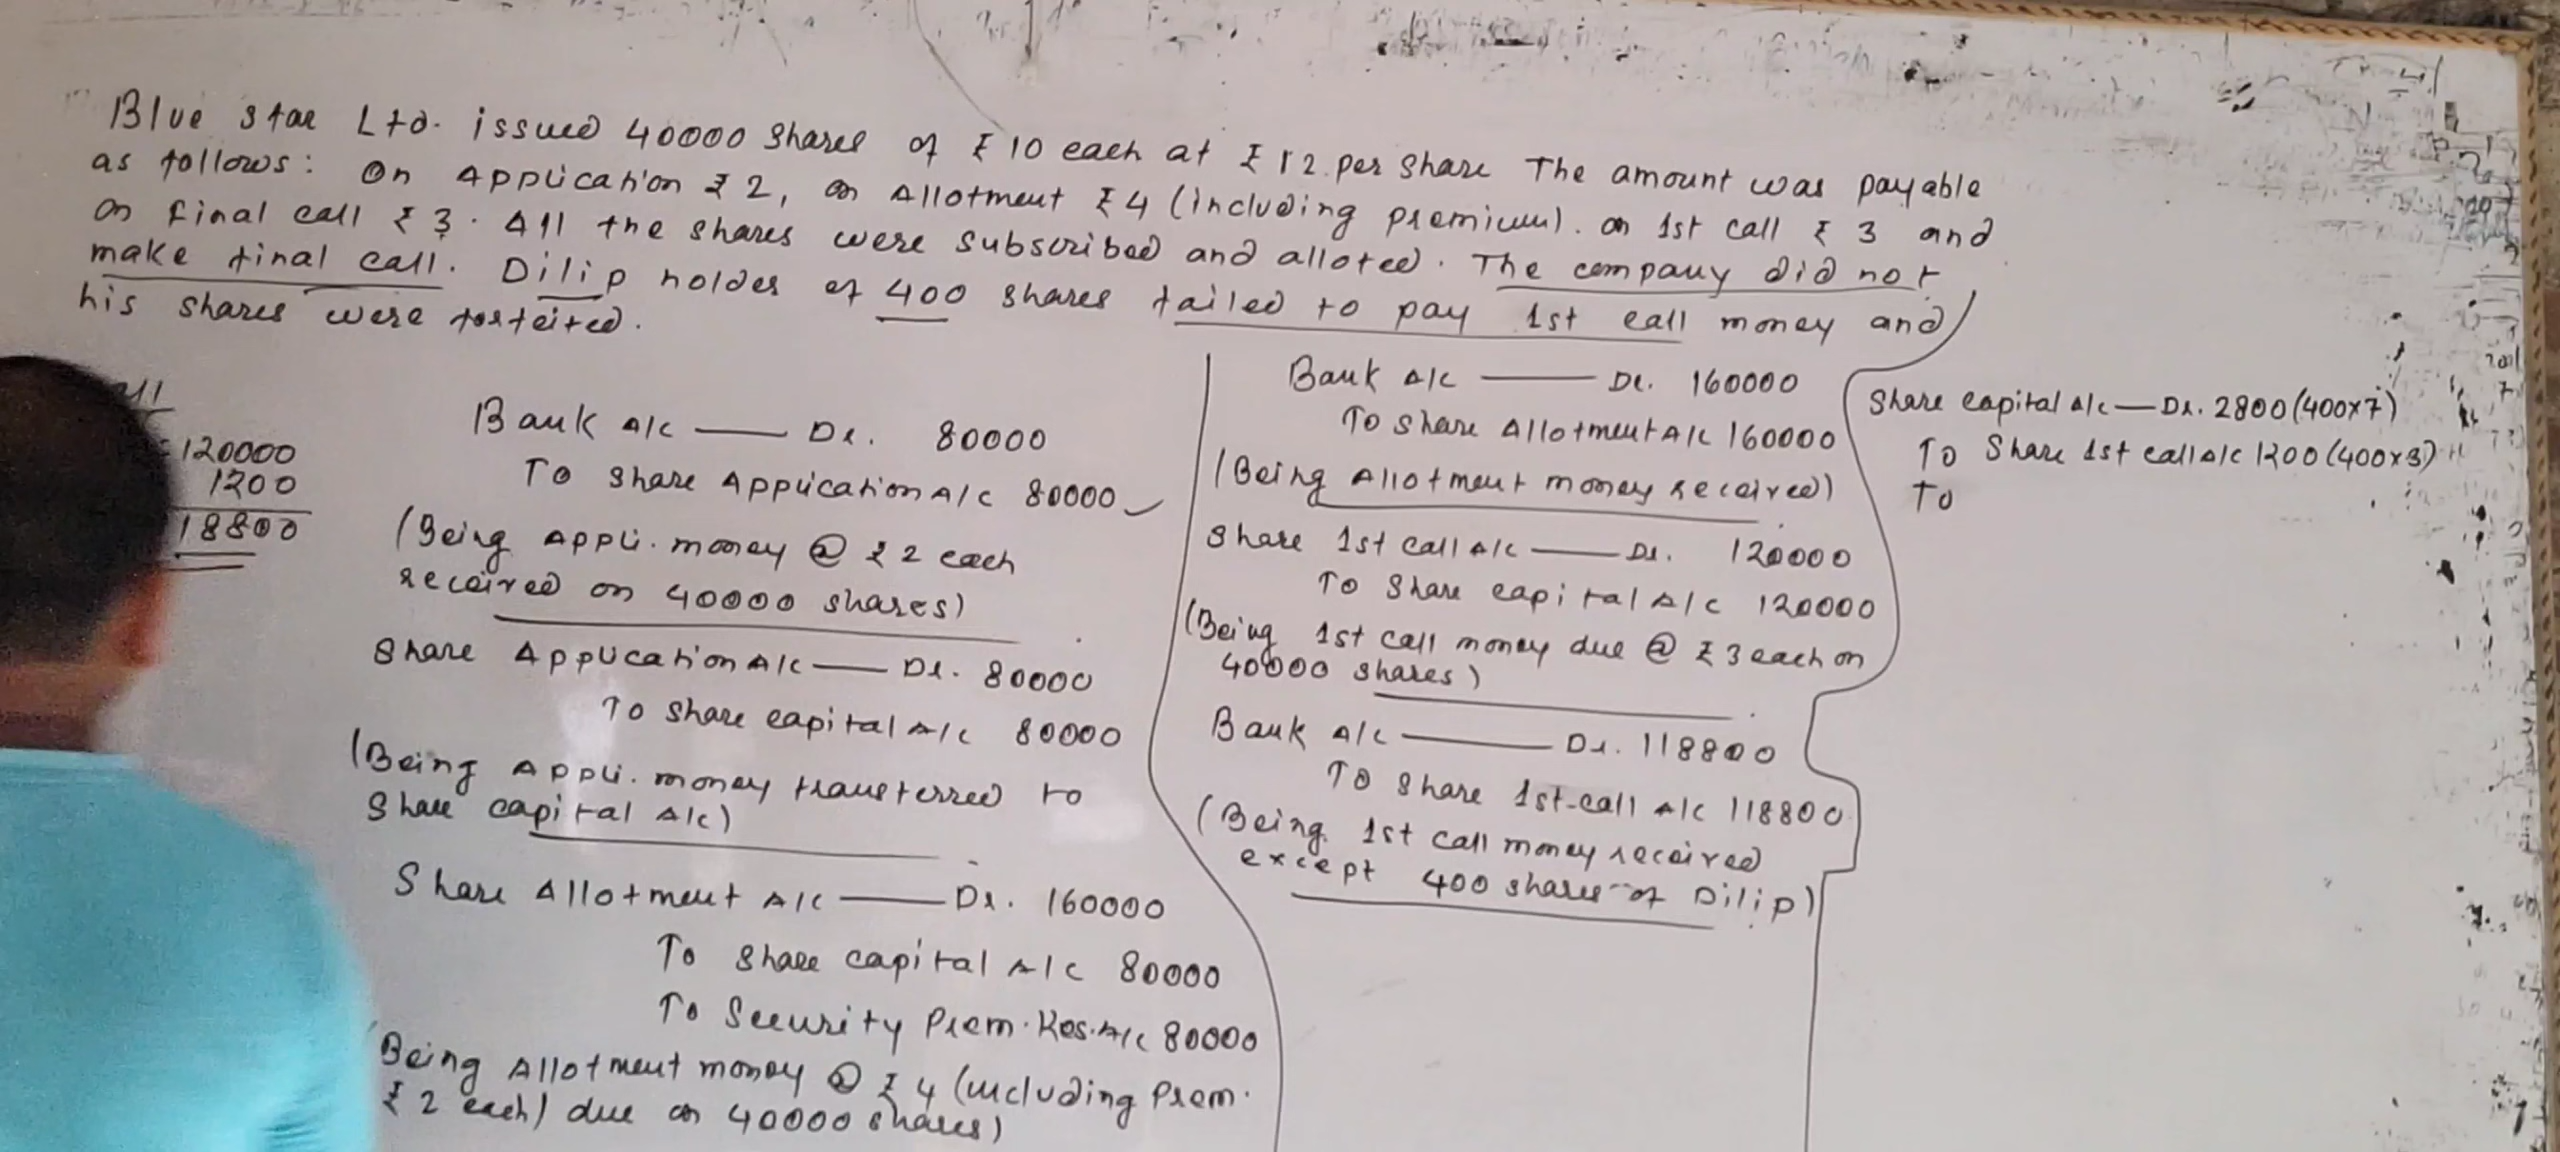 Blue Star Ltd. issued 40000 Shares of ₹10 each at ₹12 per share The amount was payable
as follows: On Application ₹2, on Allotment ₹4 (including premium). on 1st call ₹3 and
on final call ₹3. All the shares were subscribed and alloted. The company did not
make final call. Dilip holder of 400 shares failed to pay 1st call money and
his shares were forfeited.
120000
1200
18800
Bank A/c — Dr. 80000
To Share Application A/c 80000
(Being Appli. money @ ₹2 each
received on 40000 shares)
Share Application A/c — Dr. 80000
To Share capital A/c 80000
(Being Appli. money transferred to
Share capital A/c)
Share Allotment A/c — Dr. 160000
To Share capital A/c 80000
To Security Prem. Res. A/c 80000
Being Allotment money @ ₹4 (including Prem.
₹2 each) due on 40000 shares)
Bank A/c — Dr. 160000
To Share Allotment A/c 160000
(Being Allotment money received)
Share 1st call A/c — Dr. 120000
To Share capital A/c 120000
(Being 1st call money due @ ₹3 each on
40000 shares)
Bank A/c — Dr. 118800
To Share 1st-call A/c 118800
(Being 1st call money received
except 400 shares of Dilip)
Share capital A/c — Dr. 2800 (400x7)
To Share 1st call A/c 1200 (400x3)
To